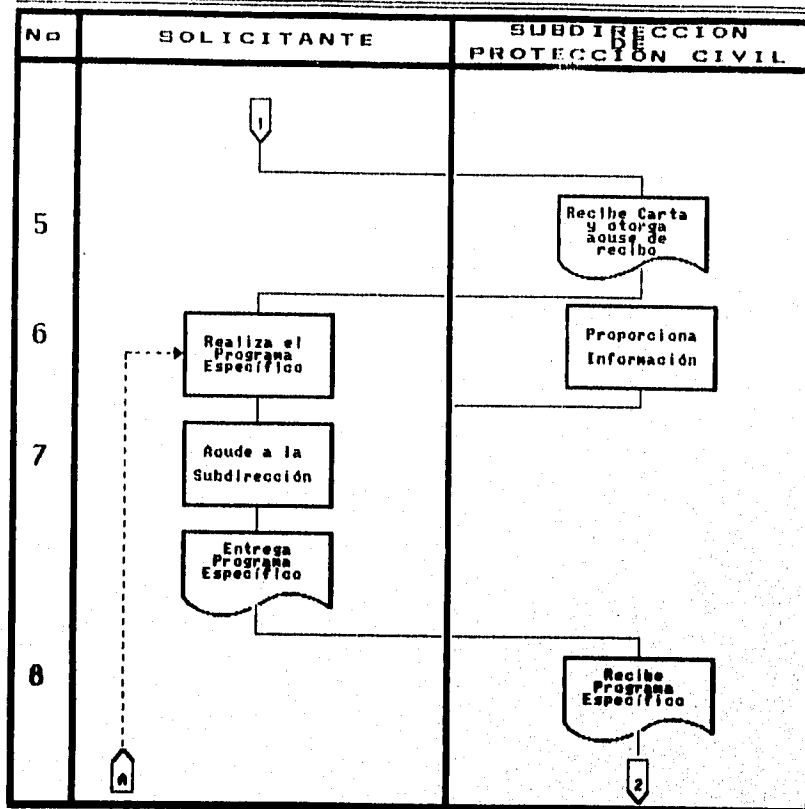 No
SOLICITANTE
SUBDIRECCION
DE
PROTECCIÓN CIVIL
1
5
Recibe Carta
y otorga
acuse de
recibo
6
Realiza el
Programa
Específico
Proporciona
Información
7
Acude a la
Subdirección
Entrega
Programa
Específico
8
Recibe
Programa
Específico
A
2